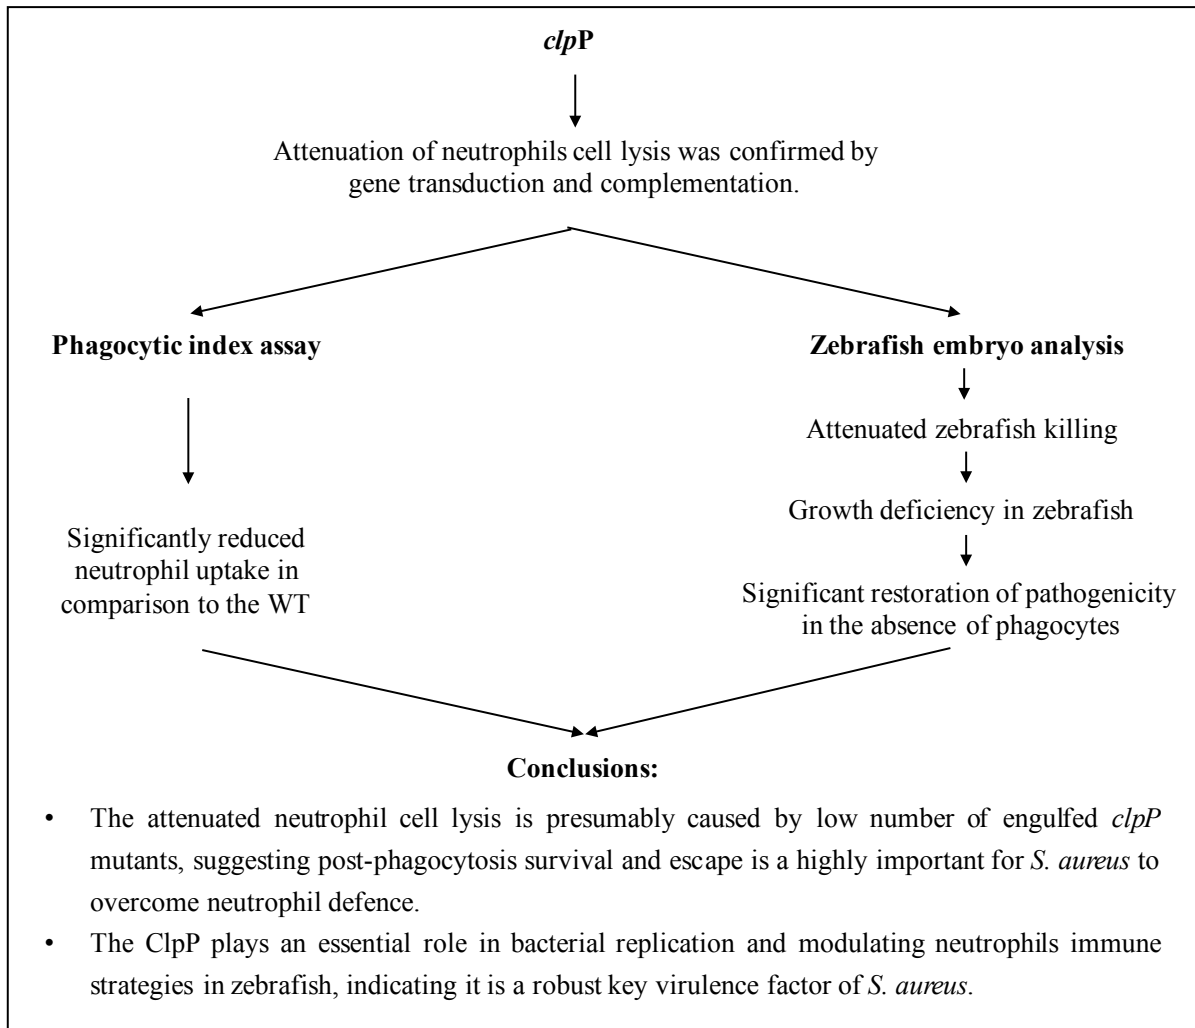 clpP
Attenuation of neutrophils cell lysis was confirmed by
gene transduction and complementation.
Phagocytic index assay
Significantly reduced
neutrophil uptake in
comparison to the WT
Zebrafish embryo analysis
Attenuated zebrafish killing
Growth deficiency in zebrafish
Significant restoration of pathogenicity
in the absence of phagocytes
Conclusions:
• The attenuated neutrophil cell lysis is presumably caused by low number of engulfed clpP
mutants, suggesting post-phagocytosis survival and escape is a highly important for S. aureus to
overcome neutrophil defence.
• The ClpP plays an essential role in bacterial replication and modulating neutrophils immune
strategies in zebrafish, indicating it is a robust key virulence factor of S. aureus.